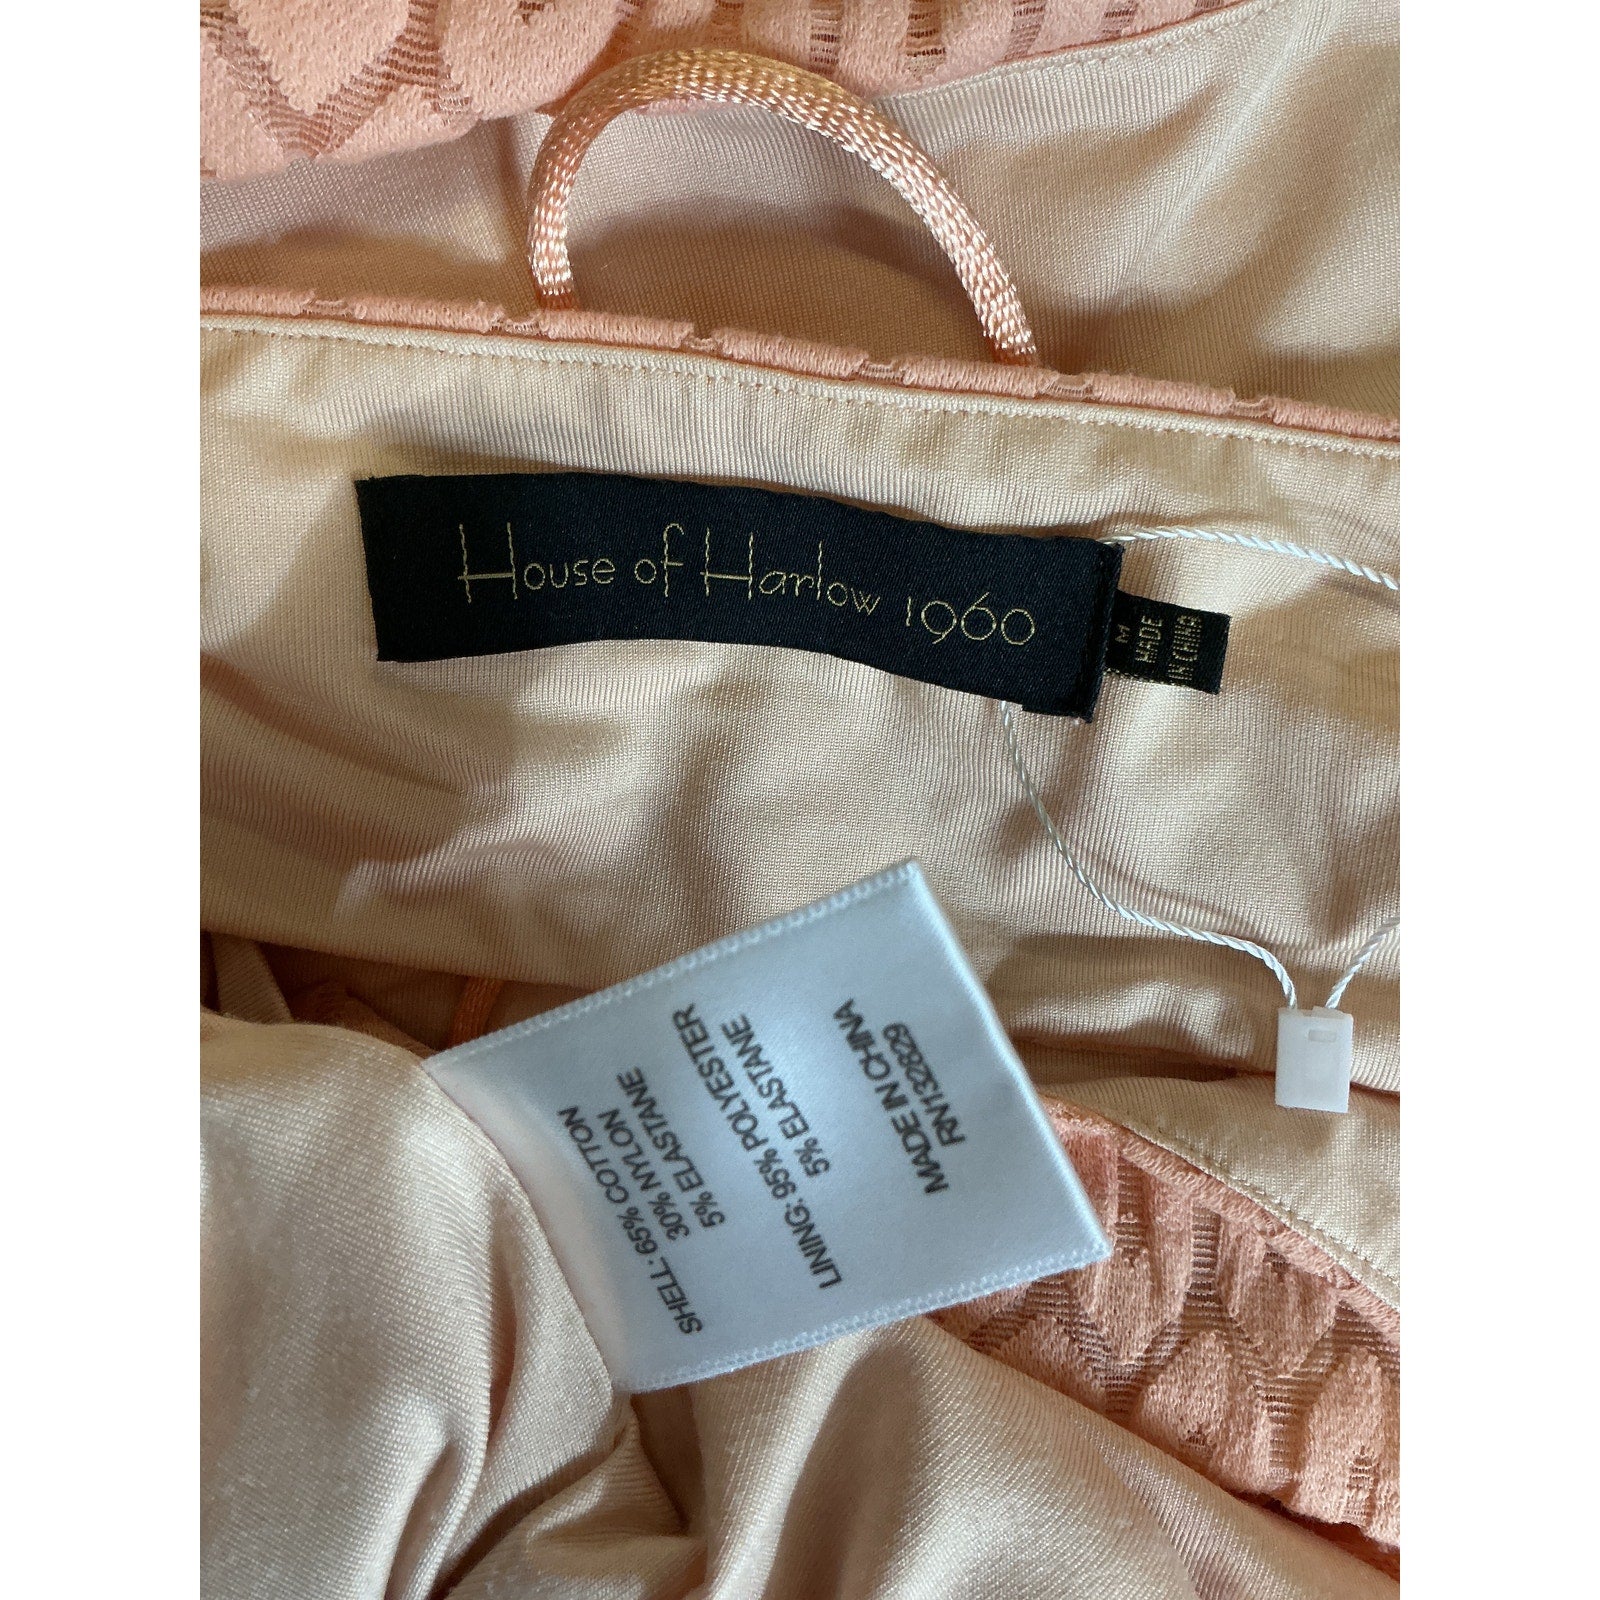 House of Harlow 1960
M
MADE
IN CHINA
SHELL: 65% COTTON
30% NYLON
5% ELASTANE
LINING: 95% POLYESTER
5% ELASTANE
MADE IN CHINA
RN132829